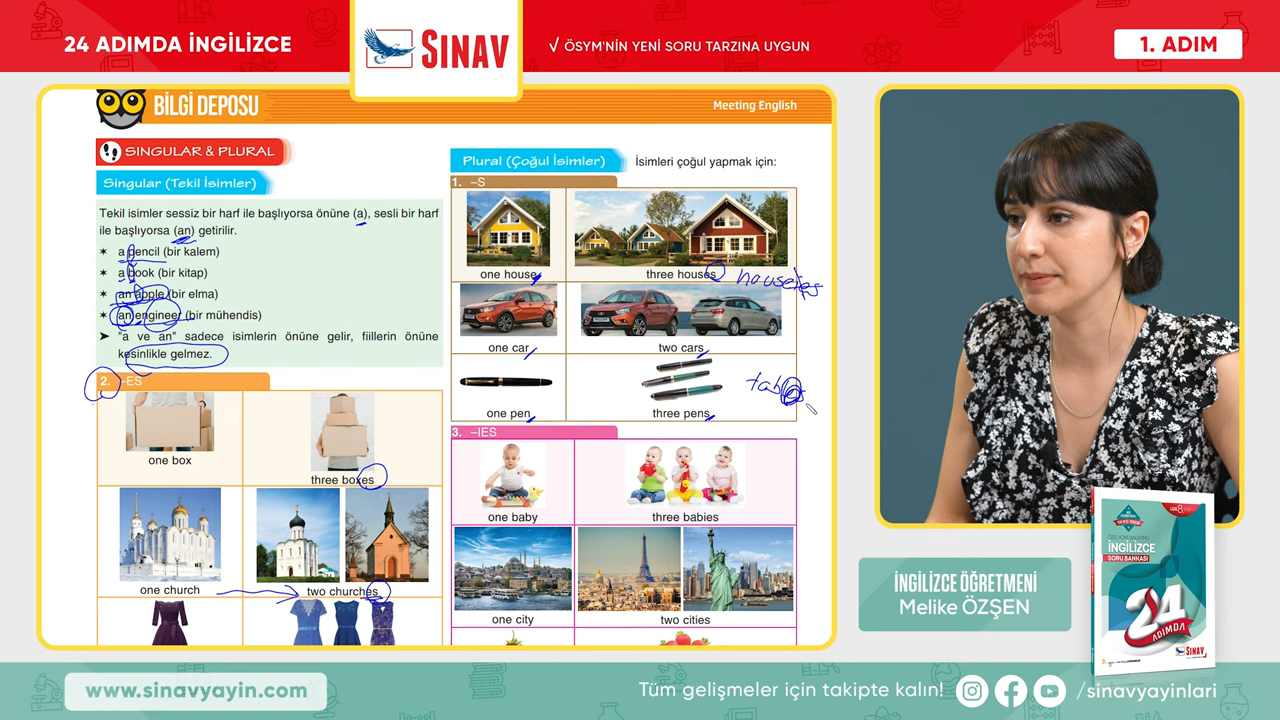 24 ADIMDA İNGİLİZCE
SINAV
√ ÖSYM'NİN YENİ SORU TARZINA UYGUN
1. ADIM
BİLGİ DEPOSU
Meeting English
SINGULAR & PLURAL
Singular (Tekil İsimler)
Tekil isimler sessiz bir harf ile başlıyorsa önüne (a), sesli bir harf
ile başlıyorsa (an) getirilir.
✶ a pencil (bir kalem)
✶ a book (bir kitap)
✶ an apple (bir elma)
✶ an engineer (bir mühendis)
➤ "a ve an" sadece isimlerin önüne gelir, fiillerin önüne
kesinlikle gelmez.
2. –ES
one box
three boxes
one church
two churches
Plural (Çoğul İsimler)
İsimleri çoğul yapmak için:
1. –S
one house
three houses
one car
two cars
one pen
three pens
3. –IES
one baby
three babies
one city
two cities
İNGİLİZCE ÖĞRETMENİ
Melike ÖZŞEN
İNGİLİZCE
SORU BANKASI
24
ADIMDA
SINAV
www.sinavyayin.com
Tüm gelişmeler için takipte kalın!
/sinavyayinlari